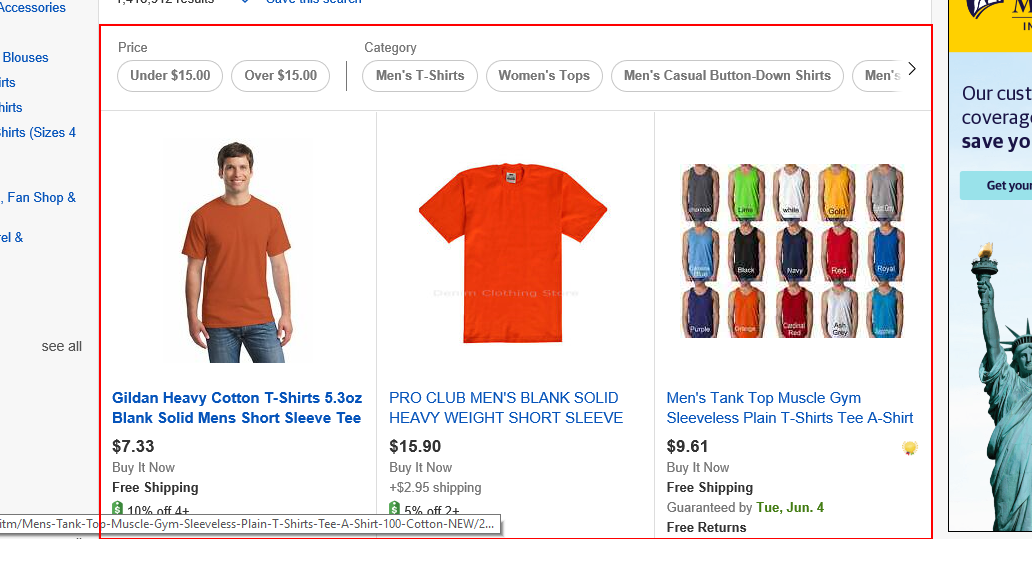 Accessories
results
Save this search
Blouses
Price
Category
Under $15.00
Over $15.00
Men's T-Shirts
Women's Tops
Men's Casual Button-Down Shirts
Men's
Shirts (Sizes 4
, Fan Shop &
see all
charcoal
Lime
white
Gold
Black
Navy
Red
Royal
Purple
Orange
Cardinal
Red
Ash
Grey
Sapphire
Denim Clothing Store
Gildan Heavy Cotton T-Shirts 5.3oz
Blank Solid Mens Short Sleeve Tee
$7.33
Buy It Now
Free Shipping
10% off 4+
PRO CLUB MEN'S BLANK SOLID
HEAVY WEIGHT SHORT SLEEVE
$15.90
Buy It Now
+$2.95 shipping
5% off 2+
Men's Tank Top Muscle Gym
Sleeveless Plain T-Shirts Tee A-Shirt
$9.61
Buy It Now
Free Shipping
Guaranteed by Tue, Jun. 4
Free Returns
itm/Mens-Tank-Top-Muscle-Gym-Sleeveless-Plain-T-Shirts-Tee-A-Shirt-100-Cotton-NEW/2...
Our cust
coverage
save yo
Get your